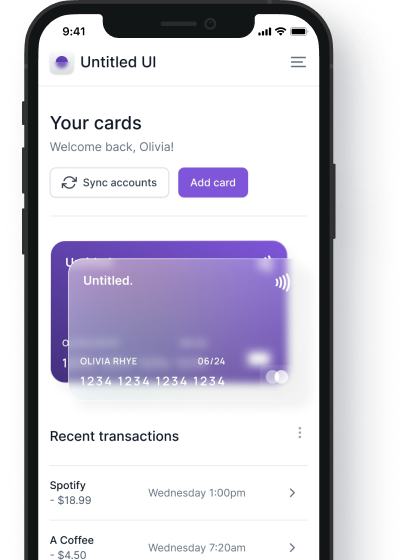 9:41
Untitled UI
Your cards
Welcome back, Olivia!
Sync accounts
Add card
Untitled.
OLIVIA RHYE 06/24
1234 1234 1234 1234
Recent transactions
Spotify
- $18.99
Wednesday 1:00pm
A Coffee
- $4.50
Wednesday 7:20am